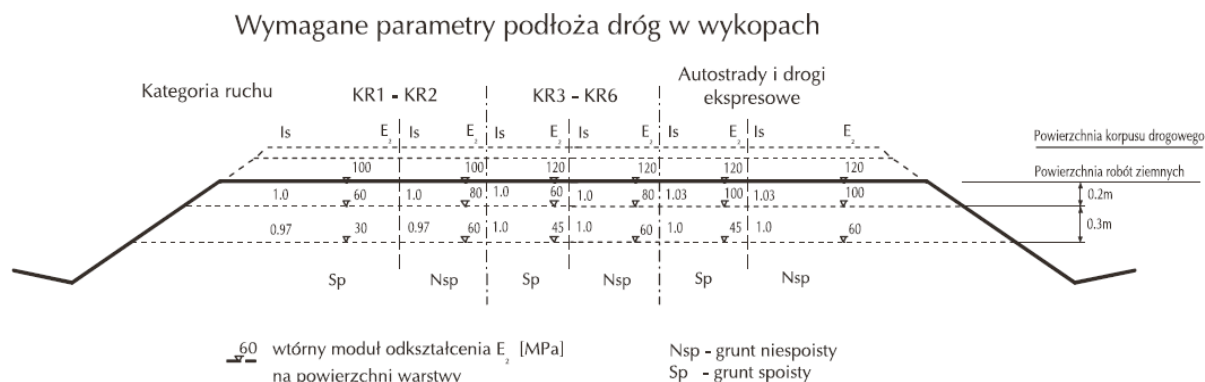 Wymagane parametry podłoża dróg w wykopach
Kategoria ruchu KR1 - KR2 KR3 - KR6 Autostrady i drogi
ekspresowe
Is E₂ Is E₂ Is E₂ Is E₂ Is E₂ Is E₂
Powierzchnia korpusu drogowego
100 100 120 120 120 120
Powierzchnia robót ziemnych
1.0 60 1.0 80 1.0 60 1.0 80 1.03 100 1.03 100 0.2m
0.97 30 0.97 60 1.0 45 1.0 60 1.0 45 1.0 60 0.3m
Sp Nsp Sp Nsp Sp Nsp
60 wtórny moduł odkształcenia E₂ [MPa]
na powierzchni warstwy
Nsp - grunt niespoisty
Sp - grunt spoisty